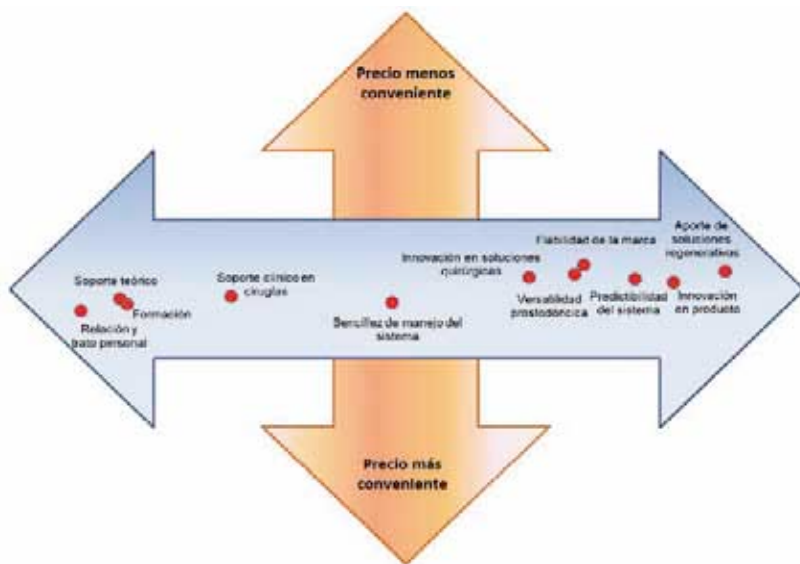 Precio menos
conveniente
Aporte de
soluciones
regenerativas
Fiabilidad de la marca
Innovación en soluciones
quirúrgicas
Soporte teórico
Soporte clínico en
cirugías
Formación
Relación y
trato personal
Sencillez de manejo del
sistema
Versatilidad
prostodóncica
Predictibilidad
del sistema
Innovación
en producto
Precio más
conveniente